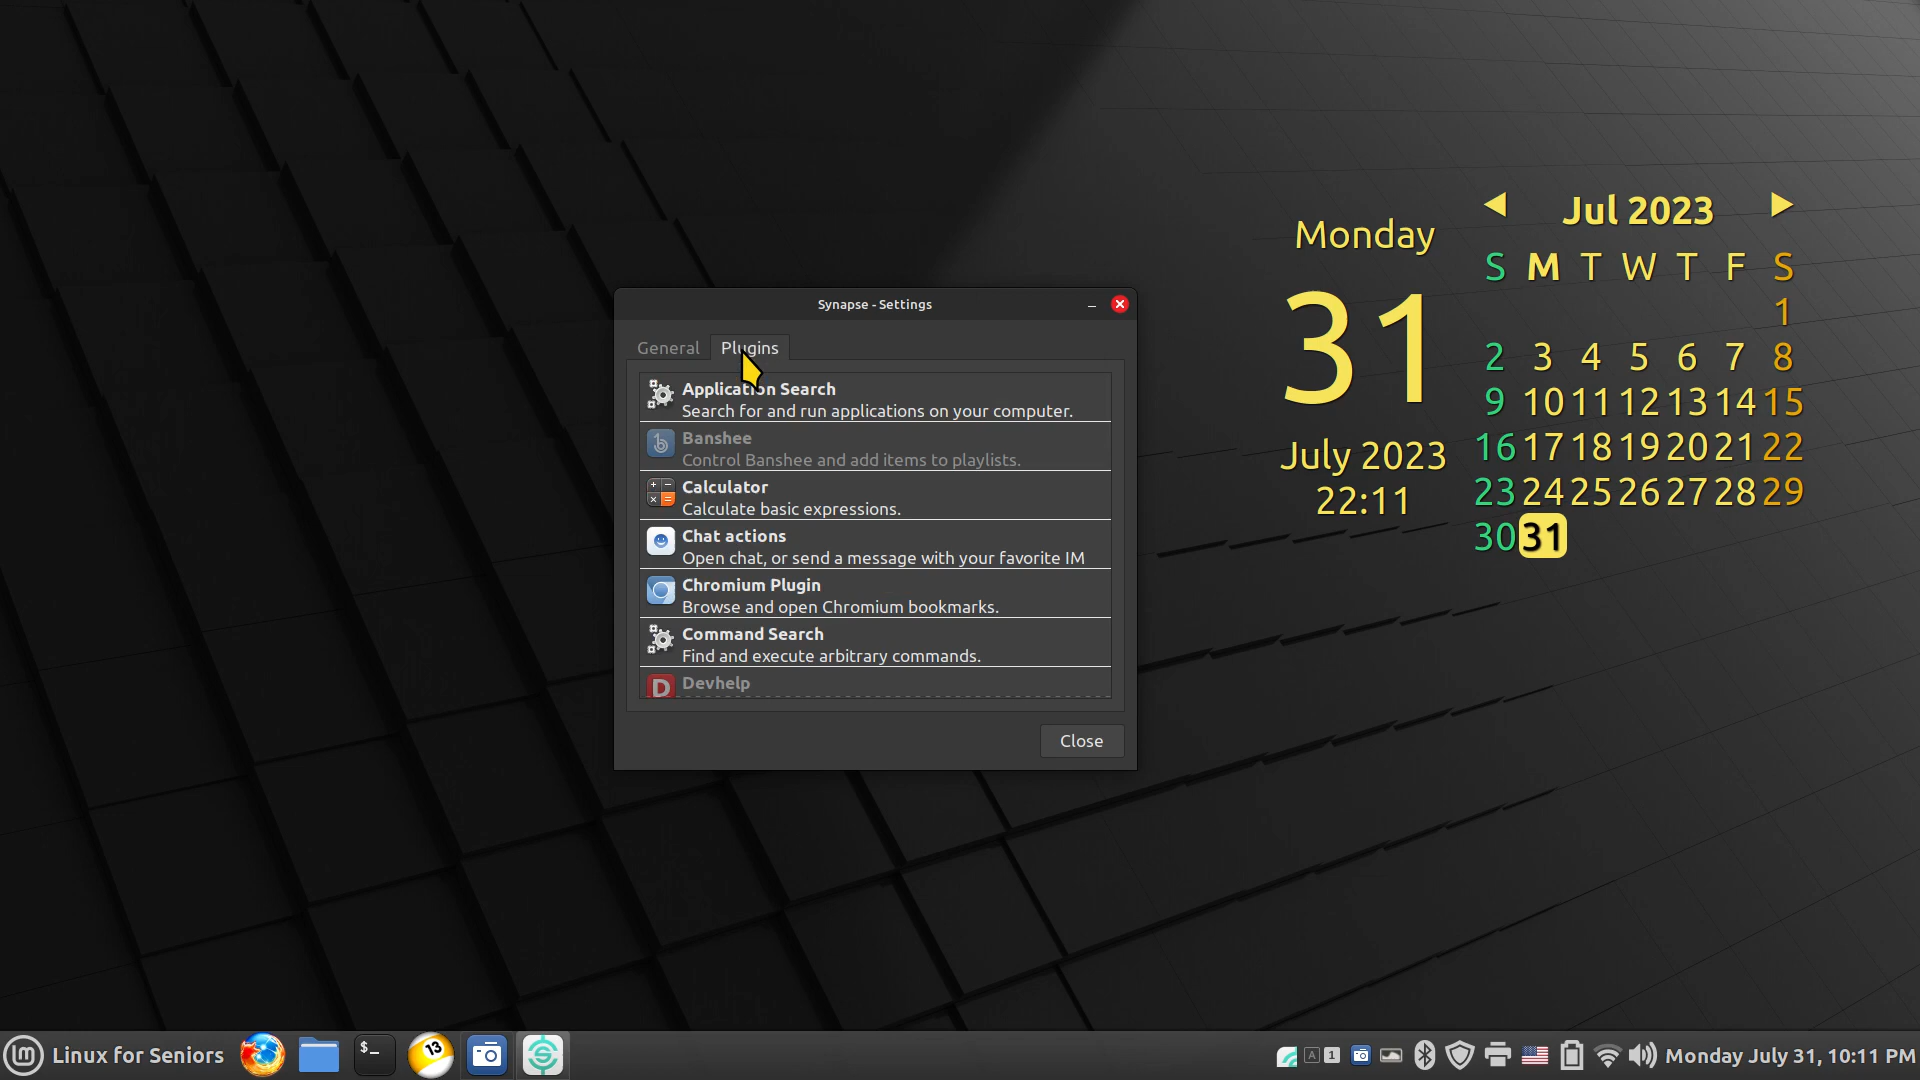 Synapse - Settings
General
Plugins
Application Search
Search for and run applications on your computer.
Banshee
Control Banshee and add items to playlists.
Calculator
Calculate basic expressions.
Chat actions
Open chat, or send a message with your favorite IM
Chromium Plugin
Browse and open Chromium bookmarks.
Command Search
Find and execute arbitrary commands.
Devhelp
Close
Monday
31
July 2023
22:11
Jul 2023
S M T W T F S
1
2 3 4 5 6 7 8
9 10 11 12 13 14 15
16 17 18 19 20 21 22
23 24 25 26 27 28 29
30 31
Linux for Seniors
$_
13
A 1
Monday July 31, 10:11 PM